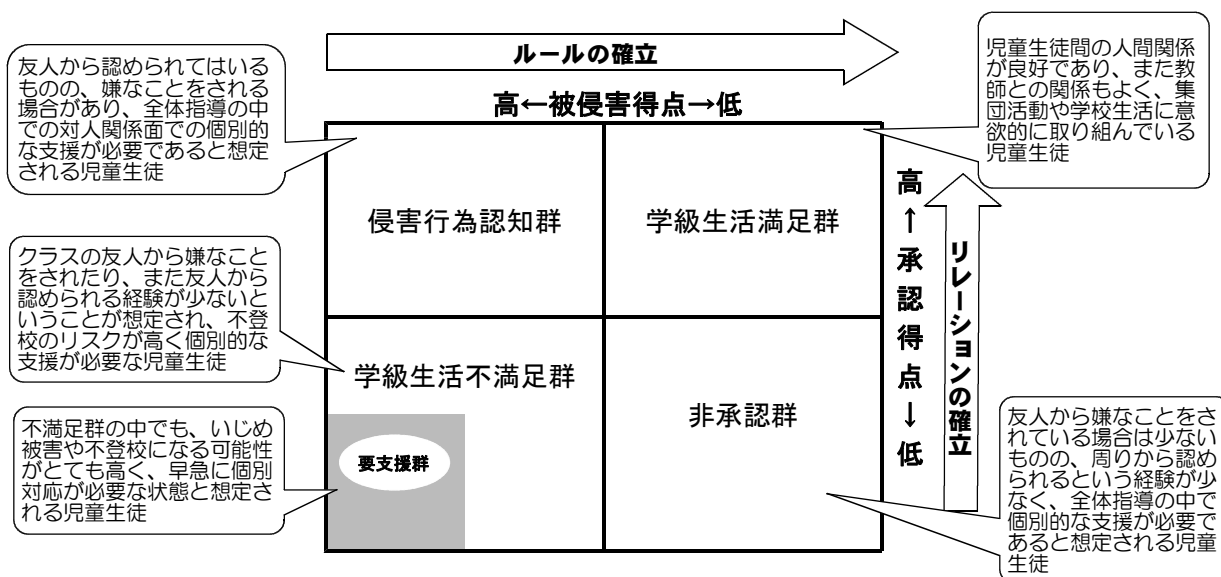 ルールの確立
高←被侵害得点→低
友人から認められてはいる
ものの、嫌なことをされる
場合があり、全体指導の中
での対人関係面での個別的
な支援が必要であると想定
される児童生徒
児童生徒間の人間関係
が良好であり、また教
師との関係もよく、集
団活動や学校生活に意
欲的に取り組んでいる
児童生徒
侵害行為認知群
学級生活満足群
高↑承認得点↓低
リレーションの確立
クラスの友人から嫌なこと
をされたり、また友人から
認められる経験が少ないと
いうことが想定され、不登
校のリスクが高く個別的な
支援が必要な児童生徒
学級生活不満足群
非承認群
不満足群の中でも、いじめ
被害や不登校になる可能性
がとても高く、早急に個別
対応が必要な状態と想定さ
れる児童生徒
要支援群
友人から嫌なことをさ
れている場合は少ない
ものの、周りから認め
られるという経験が少
なく、全体指導の中で
個別的な支援が必要で
あると想定される児童
生徒